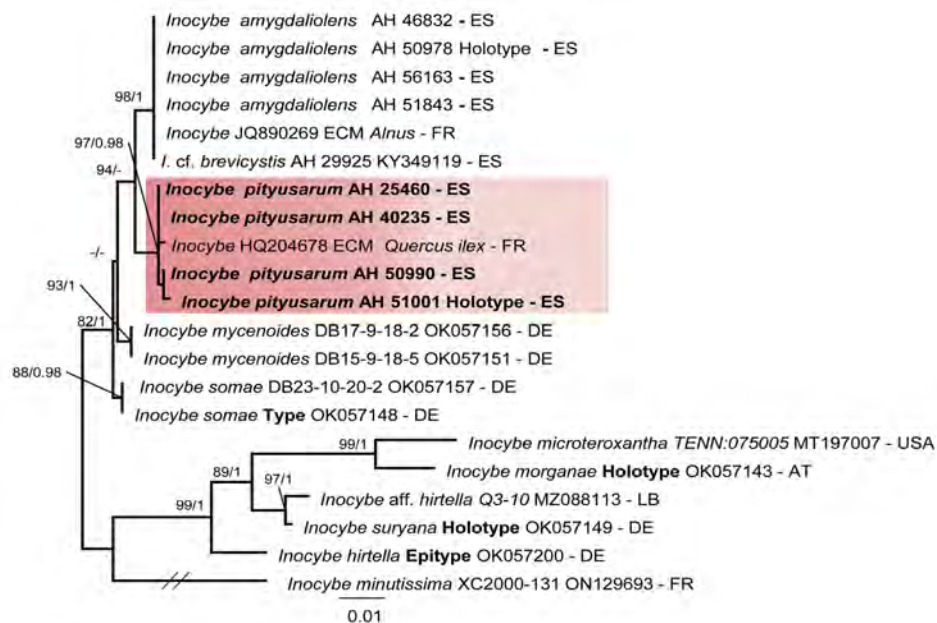 Inocybe amygdaliolens AH 46832 - ES
Inocybe amygdaliolens AH 50978 Holotype - ES
Inocybe amygdaliolens AH 56163 - ES
Inocybe amygdaliolens AH 51843 - ES
98/1
Inocybe JQ890269 ECM Alnus - FR
97/0.98
I. cf. brevicystis AH 29925 KY349119 - ES
94/-
Inocybe pityusarum AH 25460 - ES
Inocybe pityusarum AH 40235 - ES
Inocybe HQ204678 ECM Quercus ilex - FR
-/-
Inocybe pityusarum AH 50990 - ES
93/1
Inocybe pityusarum AH 51001 Holotype - ES
82/1
Inocybe mycenoides DB17-9-18-2 OK057156 - DE
Inocybe mycenoides DB15-9-18-5 OK057151 - DE
88/0.98
Inocybe somae DB23-10-20-2 OK057157 - DE
Inocybe somae Type OK057148 - DE
99/1
Inocybe microteroxantha TENN:075005 MT197007 - USA
89/1
Inocybe morganae Holotype OK057143 - AT
97/1
Inocybe aff. hirtella Q3-10 MZ088113 - LB
99/1
Inocybe suryana Holotype OK057149 - DE
Inocybe hirtella Epitype OK057200 - DE
Inocybe minutissima XC2000-131 ON129693 - FR
0.01